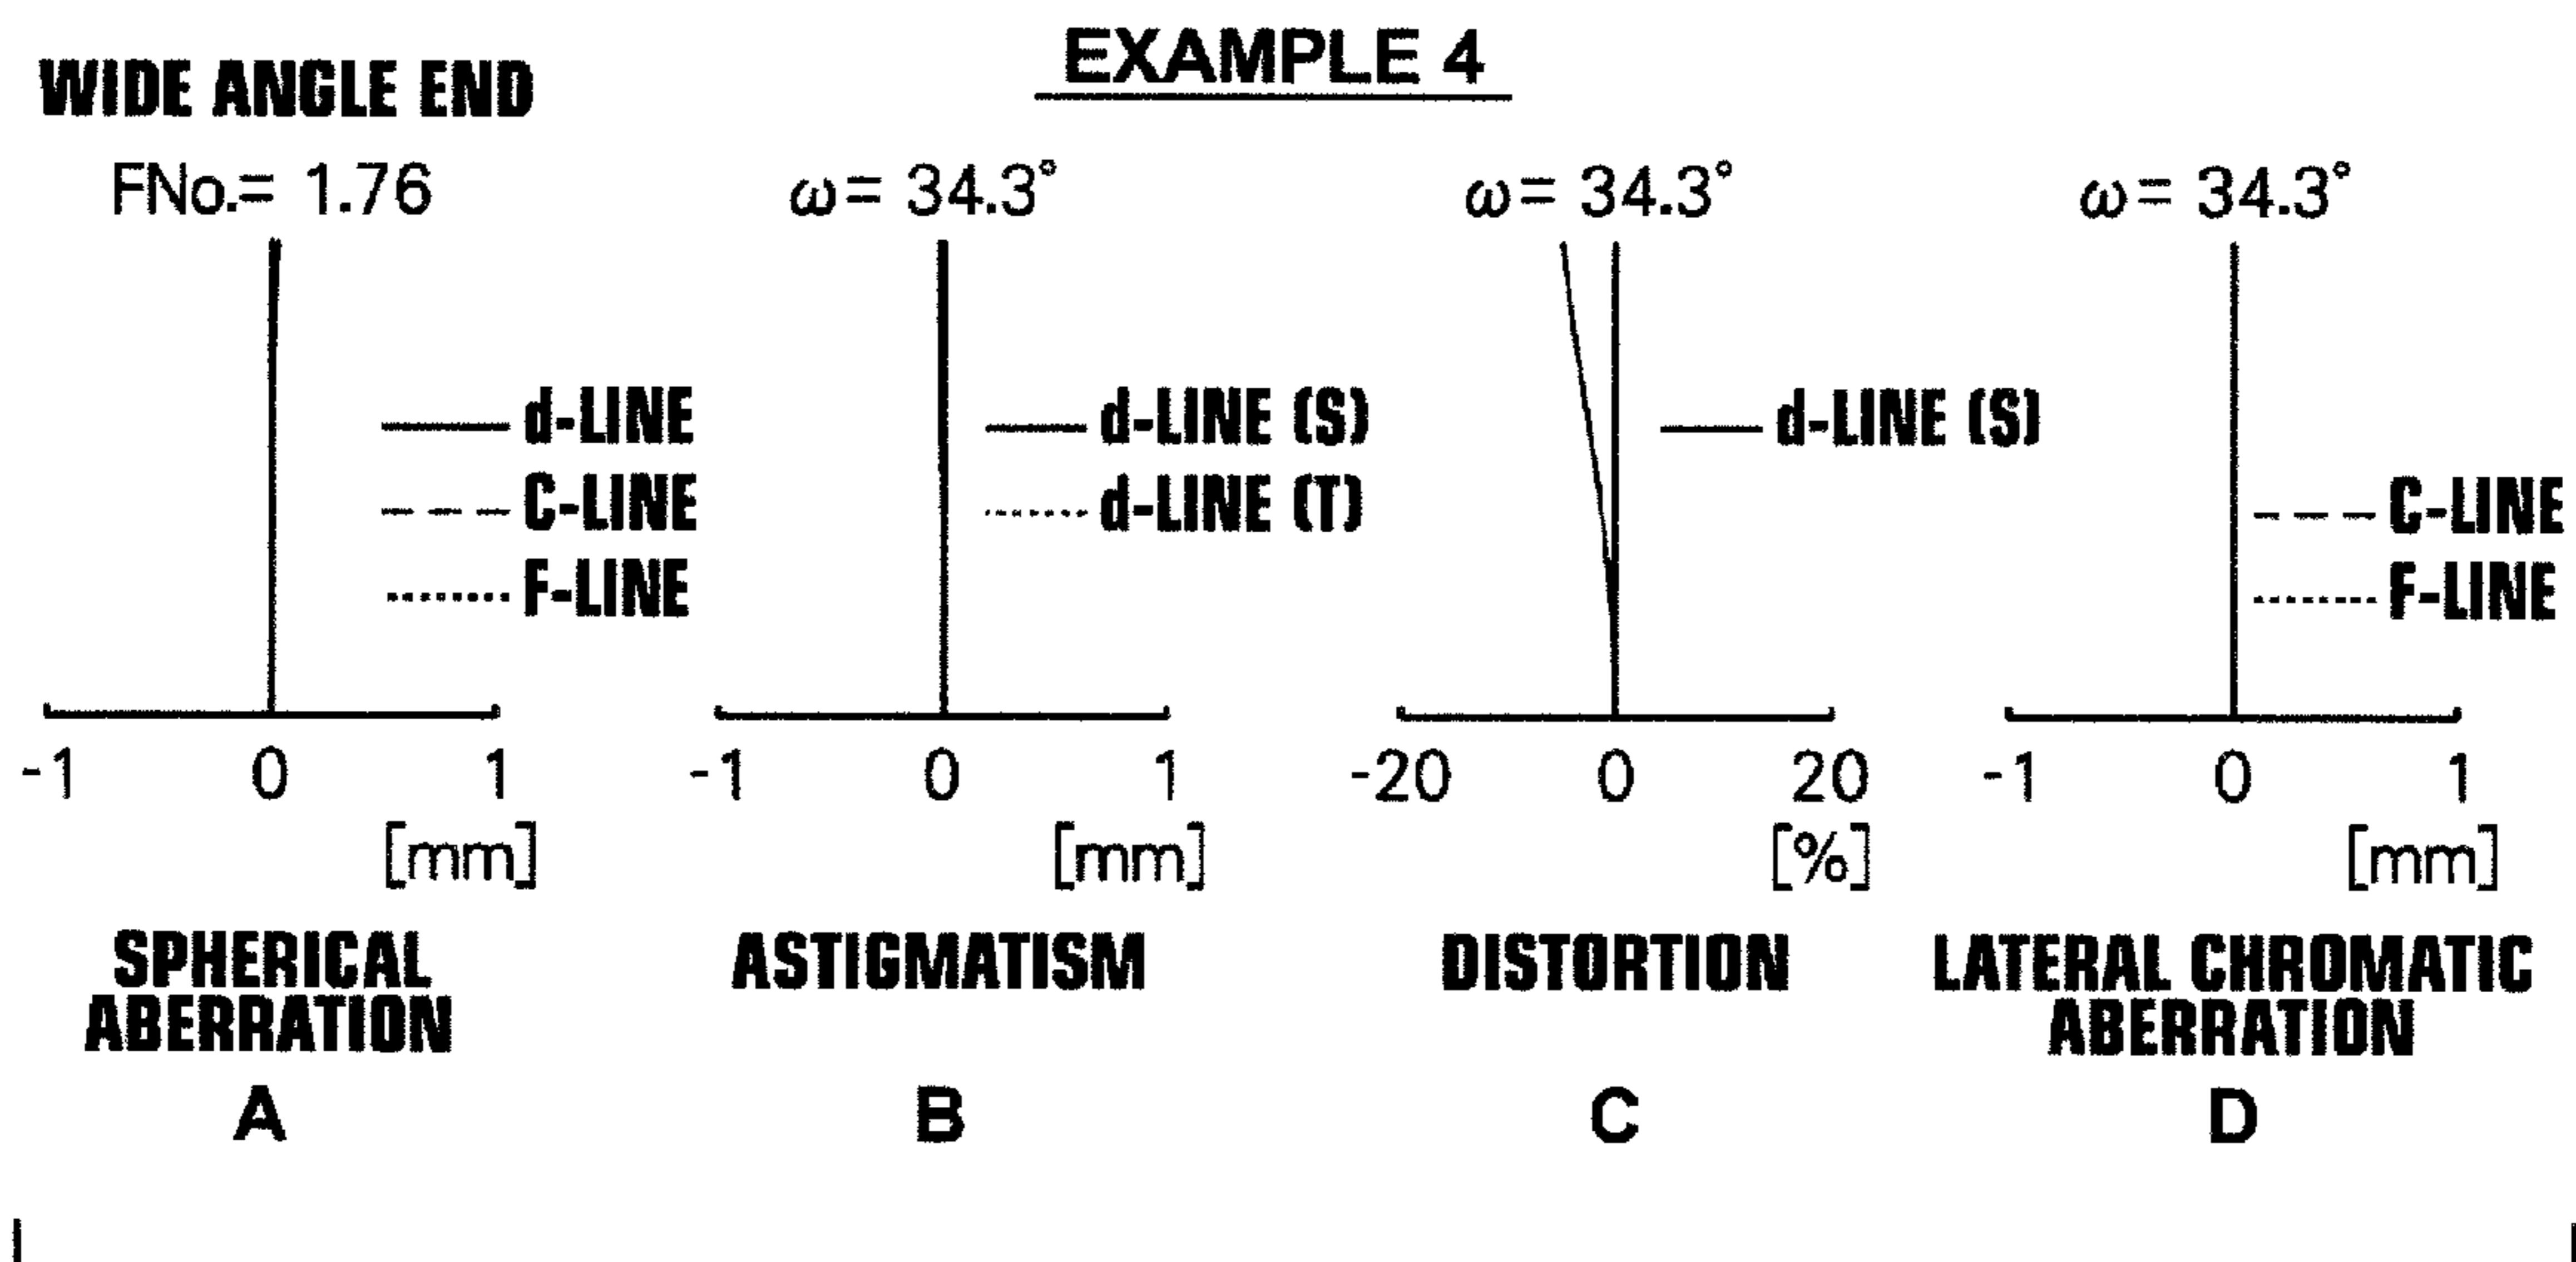 EXAMPLE 4
WIDE ANGLE END
FNo.= 1.76
ω= 34.3°
ω= 34.3°
ω= 34.3°
d-LINE
C-LINE
F-LINE
d-LINE (S)
d-LINE (T)
d-LINE (S)
C-LINE
F-LINE
-1 0 1
-1 0 1
-20 0 20
-1 0 1
[mm]
[mm]
[%]
[mm]
SPHERICAL
ABERRATION
ASTIGMATISM
DISTORTION
LATERAL CHROMATIC
ABERRATION
A
B
C
D